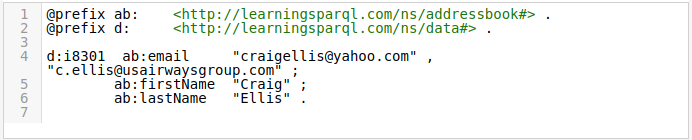 1 @prefix ab:    <http://learningsparql.com/ns/addressbook#> .
2 @prefix d:     <http://learningsparql.com/ns/data#> .
3
4 d:i8301  ab:email     "craigellis@yahoo.com" ,
"c.ellis@usairwaysgroup.com" ;
5         ab:firstName  "Craig" ;
6         ab:lastName   "Ellis" .
7